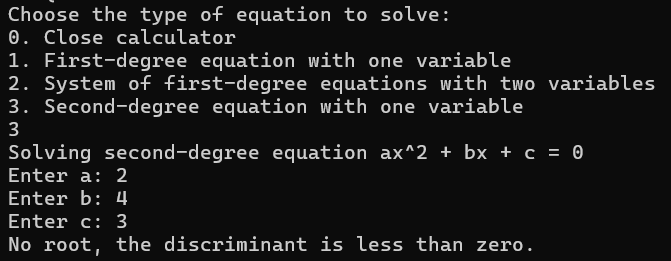 Choose the type of equation to solve:
0. Close calculator
1. First-degree equation with one variable
2. System of first-degree equations with two variables
3. Second-degree equation with one variable
3
Solving second-degree equation ax^2 + bx + c = 0
Enter a: 2
Enter b: 4
Enter c: 3
No root, the discriminant is less than zero.